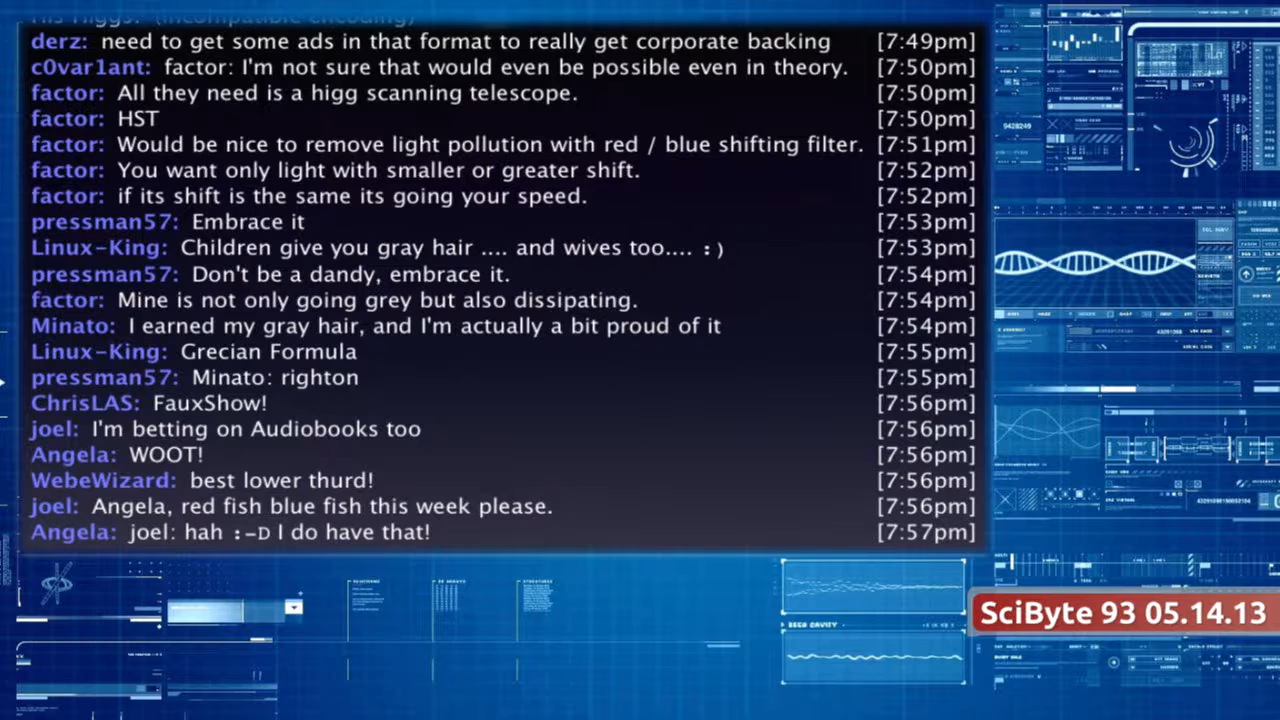 His Higgs. (incompatible encoding)
derz: need to get some ads in that format to really get corporate backing [7:49pm]
c0var1ant: factor: I'm not sure that would even be possible even in theory. [7:50pm]
factor: All they need is a higg scanning telescope. [7:50pm]
factor: HST [7:50pm]
factor: Would be nice to remove light pollution with red / blue shifting filter. [7:51pm]
factor: You want only light with smaller or greater shift. [7:52pm]
factor: if its shift is the same its going your speed. [7:52pm]
pressman57: Embrace it [7:53pm]
Linux-King: Children give you gray hair .... and wives too.... :) [7:53pm]
pressman57: Don't be a dandy, embrace it. [7:54pm]
factor: Mine is not only going grey but also dissipating. [7:54pm]
Minato: I earned my gray hair, and I'm actually a bit proud of it [7:54pm]
Linux-King: Grecian Formula [7:55pm]
pressman57: Minato: righton [7:55pm]
ChrisLAS: FauxShow! [7:56pm]
joel: I'm betting on Audiobooks too [7:56pm]
Angela: WOOT! [7:56pm]
WebeWizard: best lower thurd! [7:56pm]
joel: Angela, red fish blue fish this week please. [7:56pm]
Angela: joel: hah :-D I do have that! [7:57pm]
SciByte 93 05.14.13
9428249